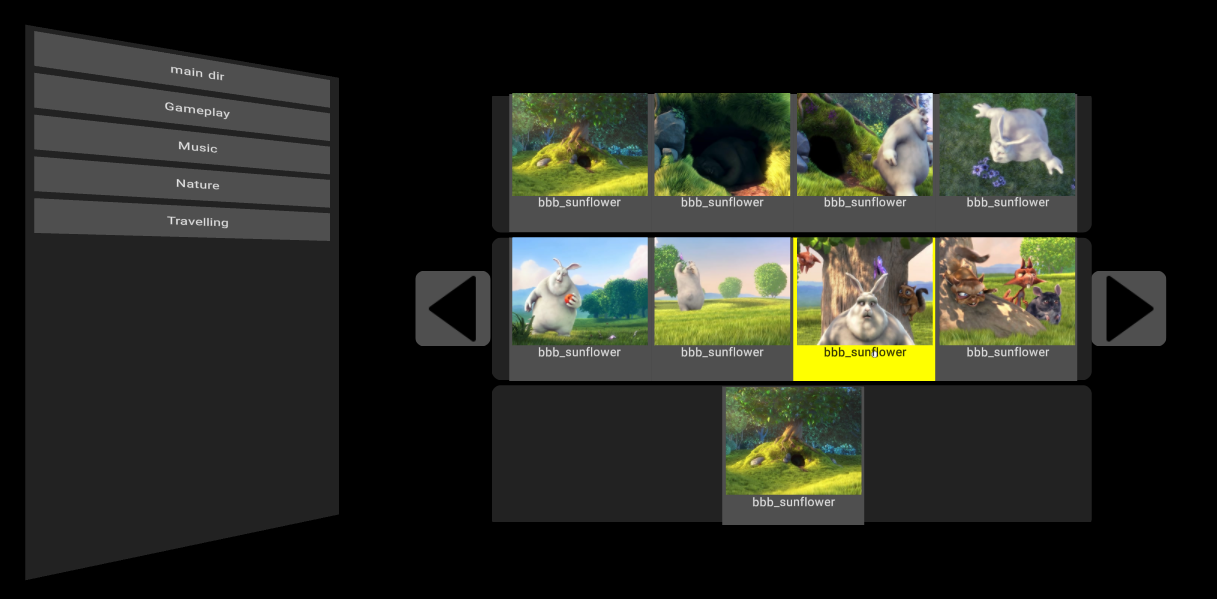 main dir
Gameplay
Music
Nature
Travelling
bbb_sunflower
bbb_sunflower
bbb_sunflower
bbb_sunflower
bbb_sunflower
bbb_sunflower
bbb_sunflower
bbb_sunflower
bbb_sunflower